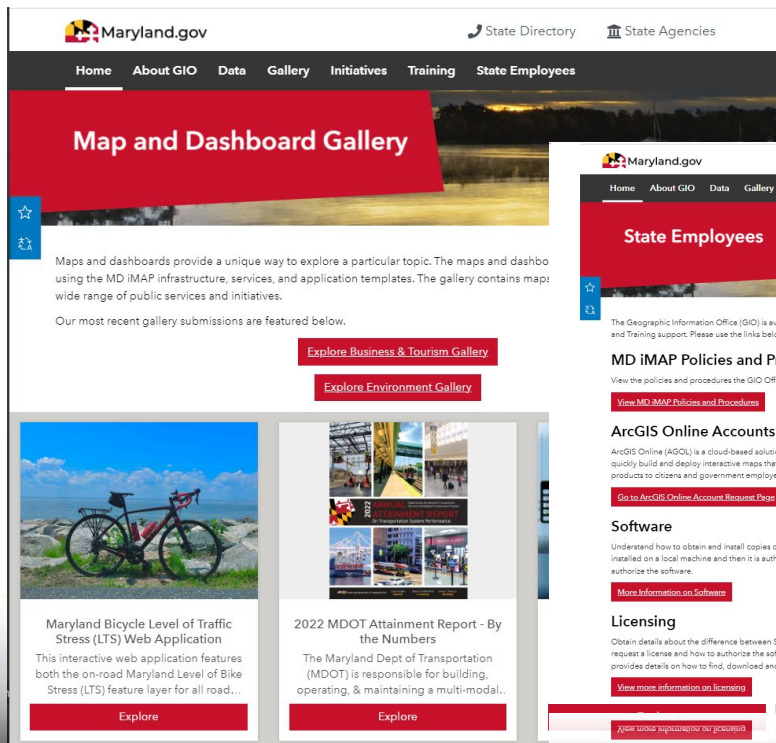 Maryland.gov
State Directory
State Agencies
Home About GIO Data Gallery Initiatives Training State Employees
Map and Dashboard Gallery
Maps and dashboards provide a unique way to explore a particular topic. The maps and dashbo
using the MD iMAP infrastructure, services, and application templates. The gallery contains maps
wide range of public services and initiatives.
Our most recent gallery submissions are featured below.
Explore Business & Tourism Gallery
Explore Environment Gallery
2022 ANNUAL
ATTAINMENT REPORT
On Transportation System Performance
Maryland Bicycle Level of Traffic
Stress (LTS) Web Application
This interactive web application features
both the on-road Maryland Level of Bike
Stress (LTS) feature layer for all road...
Explore
2022 MDOT Attainment Report - By
the Numbers
The Maryland Dept of Transportation
(MDOT) is responsible for building,
operating, & maintaining a multi-modal..
Explore
Maryland.gov
Home About GIO Data Gallery
State Employees
The Geographic Information Office (GIO) is av
and Training support. Please use the links belo
MD iMAP Policies and Pr
View the policies and procedures the GIO Offi
View MD iMAP Policies and Procedures
ArcGIS Online Accounts
ArcGIS Online (AGOL) is a cloud-based soluti
quickly build and deploy interactive maps tha
products to citizens and government employe
Go to ArcGIS Online Account Request Page
Software
Understand how to obtain and install copies o
installed on a local machine and then it is auth
authorize the software.
More Information on Software
Licensing
Obtain details about the difference between S
request a license and how to authorize the sof
provides details on how to find, download and
View more information on licensing
View more information on licensing